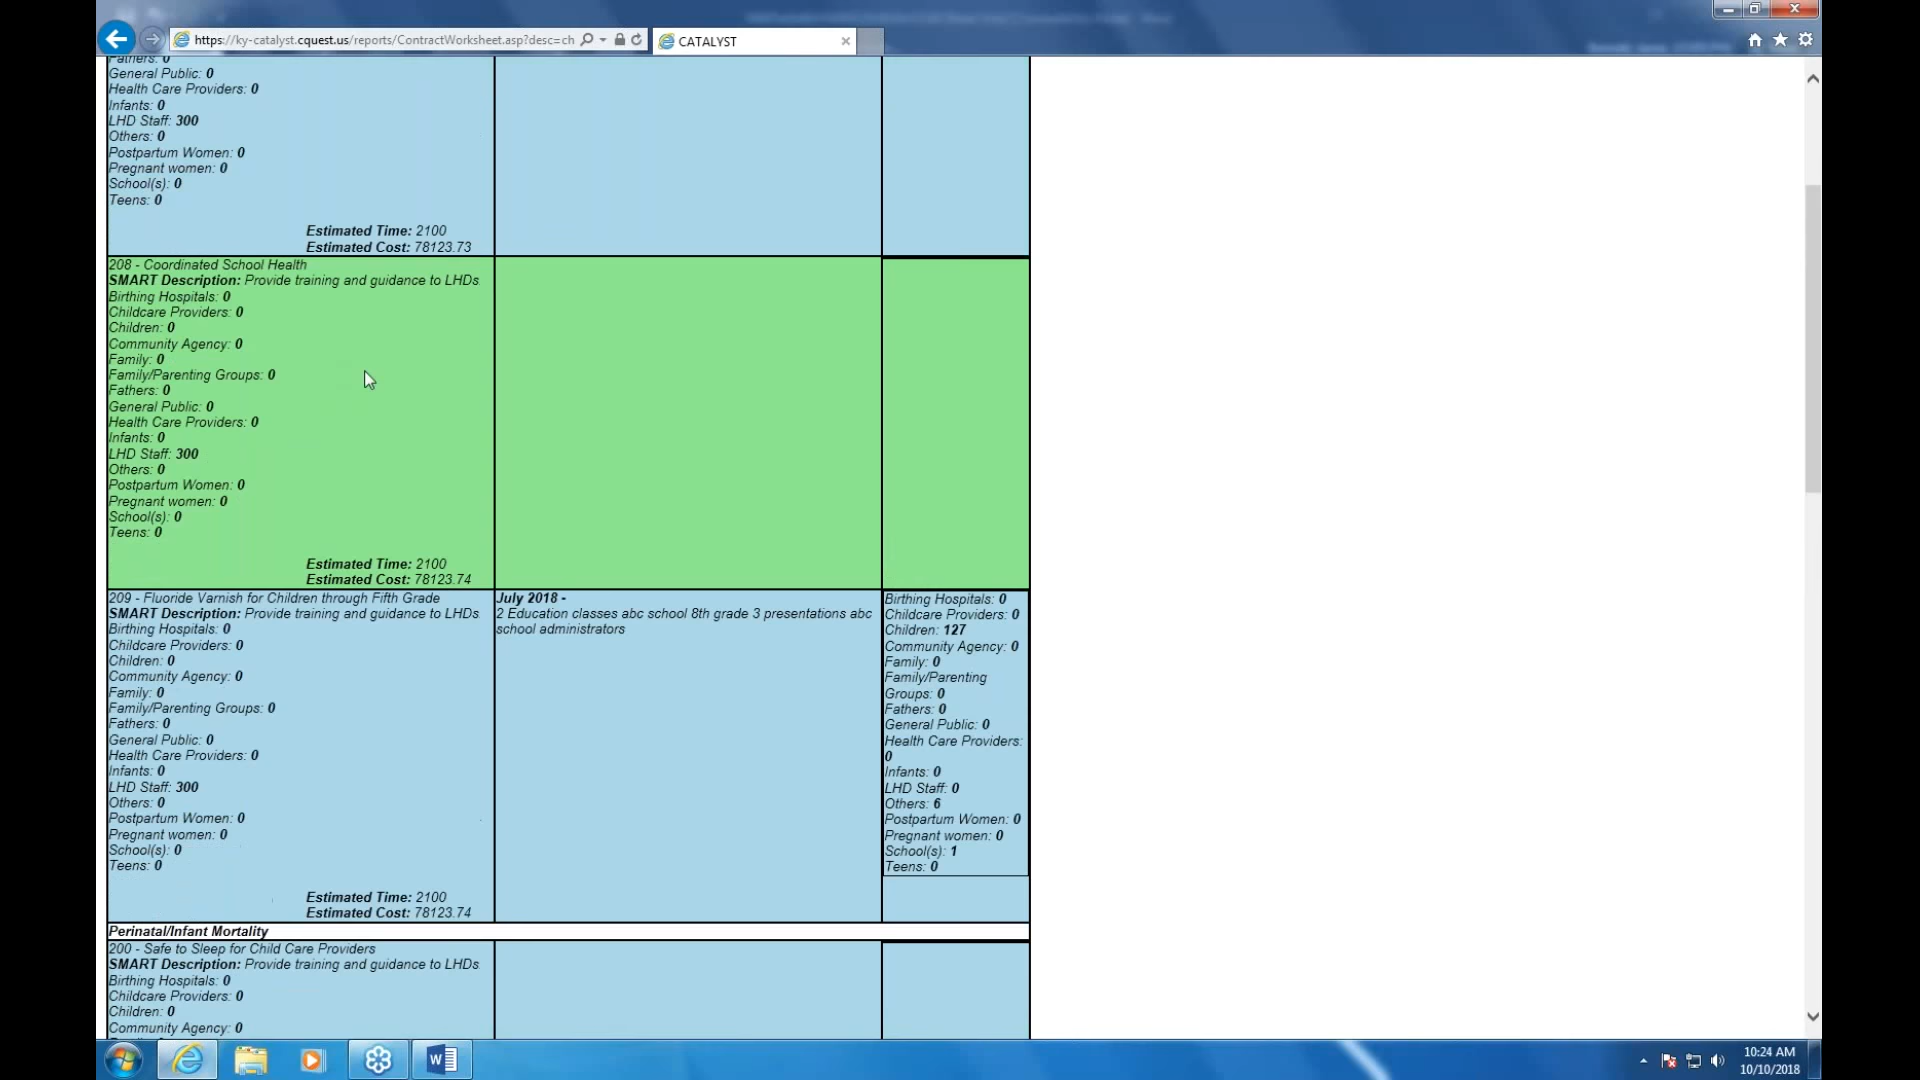 https://ky-catalyst.cquest.us/reports/ContractWorksheet.asp?desc=ch
CATALYST
Fathers: 0
General Public: 0
Health Care Providers: 0
Infants: 0
LHD Staff: 300
Others: 0
Postpartum Women: 0
Pregnant women: 0
School(s): 0
Teens: 0
Estimated Time: 2100
Estimated Cost: 78123.73
208 - Coordinated School Health
SMART Description: Provide training and guidance to LHDs
Birthing Hospitals: 0
Childcare Providers: 0
Children: 0
Community Agency: 0
Family: 0
Family/Parenting Groups: 0
Fathers: 0
General Public: 0
Health Care Providers: 0
Infants: 0
LHD Staff: 300
Others: 0
Postpartum Women: 0
Pregnant women: 0
School(s): 0
Teens: 0
Estimated Time: 2100
Estimated Cost: 78123.74
209 - Fluoride Varnish for Children through Fifth Grade
SMART Description: Provide training and guidance to LHDs
Birthing Hospitals: 0
Childcare Providers: 0
Children: 0
Community Agency: 0
Family: 0
Family/Parenting Groups: 0
Fathers: 0
General Public: 0
Health Care Providers: 0
Infants: 0
LHD Staff: 300
Others: 0
Postpartum Women: 0
Pregnant women: 0
School(s): 0
Teens: 0
Estimated Time: 2100
Estimated Cost: 78123.74
July 2018 -
2 Education classes abc school 8th grade 3 presentations abc
school administrators
Birthing Hospitals: 0
Childcare Providers: 0
Children: 127
Community Agency: 0
Family: 0
Family/Parenting
Groups: 0
Fathers: 0
General Public: 0
Health Care Providers:
0
Infants: 0
LHD Staff: 0
Others: 6
Postpartum Women: 0
Pregnant women: 0
School(s): 1
Teens: 0
Perinatal/Infant Mortality
200 - Safe to Sleep for Child Care Providers
SMART Description: Provide training and guidance to LHDs
Birthing Hospitals: 0
Childcare Providers: 0
Children: 0
Community Agency: 0
10:24 AM
10/10/2018